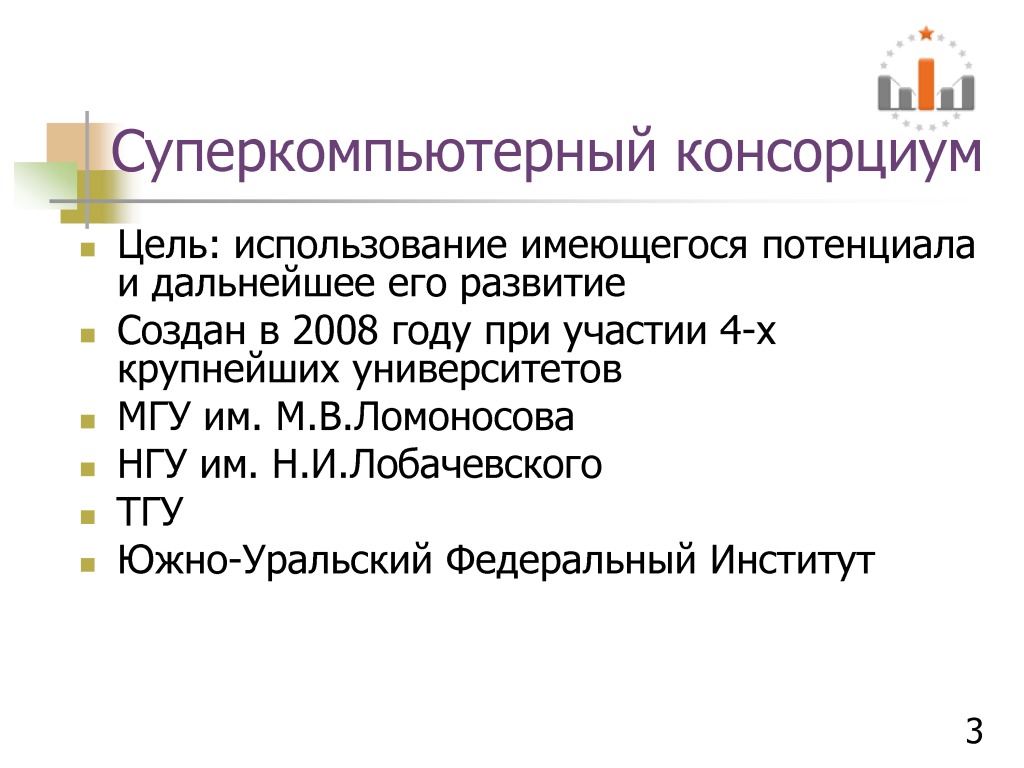 Суперкомпьютерный консорциум
Цель: использование имеющегося потенциала
и дальнейшее его развитие
Создан в 2008 году при участии 4-х
крупнейших университетов
МГУ им. М.В.Ломоносова
НГУ им. Н.И.Лобачевского
ТГУ
Южно-Уральский Федеральный Институт
3